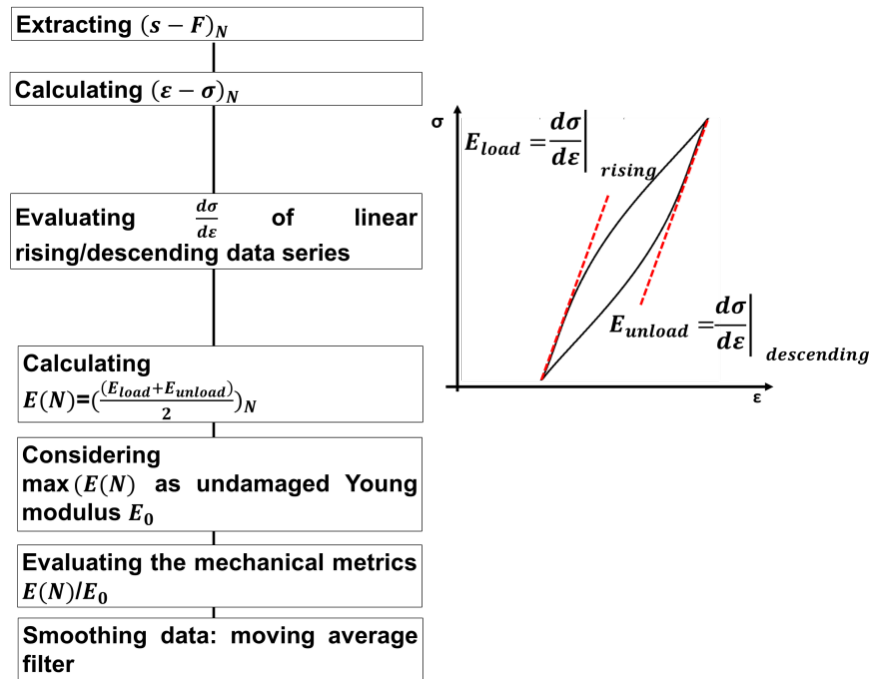 Extracting (s − F)_N
Calculating (ε − σ)_N
Evaluating dσ/dε of linear
rising/descending data series
Calculating
E(N)=((E_load+E_unload)/2)_N
Considering
max (E(N) as undamaged Young
modulus E_0
Evaluating the mechanical metrics
E(N)/E_0
Smoothing data: moving average
filter
σ
E_load = dσ/dε|_rising
E_unload = dσ/dε|_descending
ε